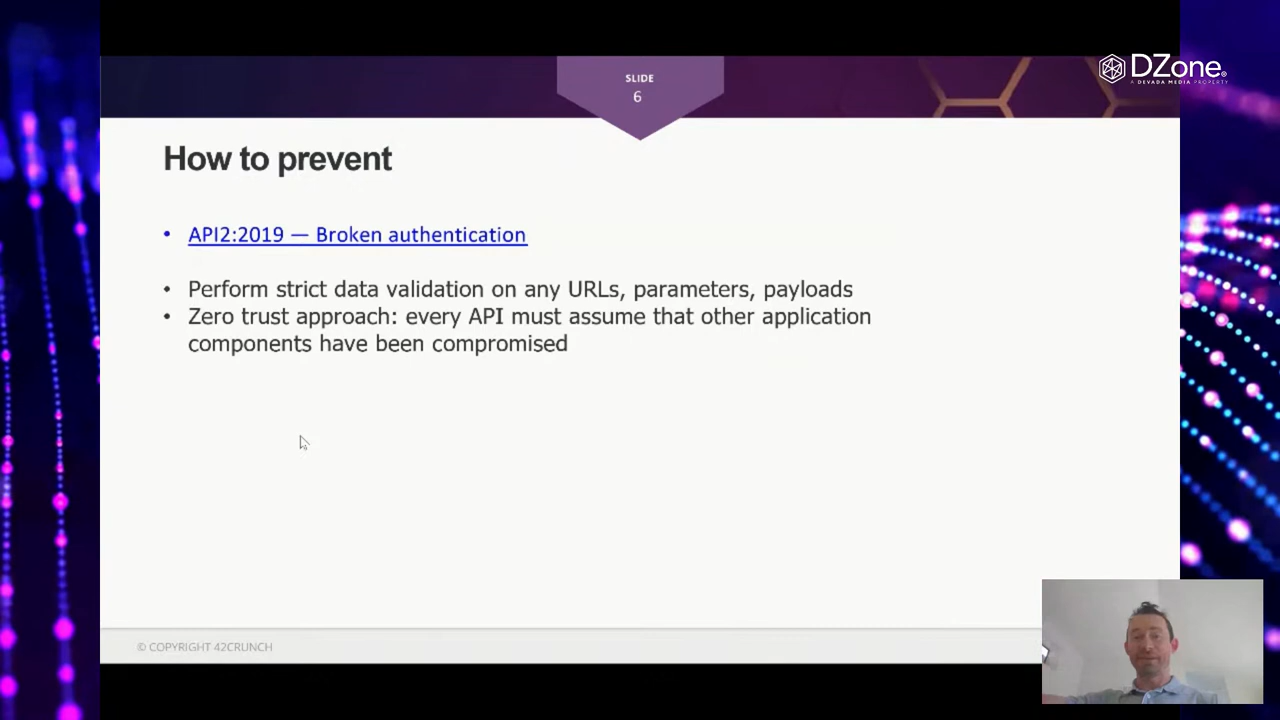 SLIDE
6
DZone.
A DEVADA MEDIA PROPERTY
How to prevent
• API2:2019 — Broken authentication
• Perform strict data validation on any URLs, parameters, payloads
• Zero trust approach: every API must assume that other application
components have been compromised
© COPYRIGHT 42CRUNCH